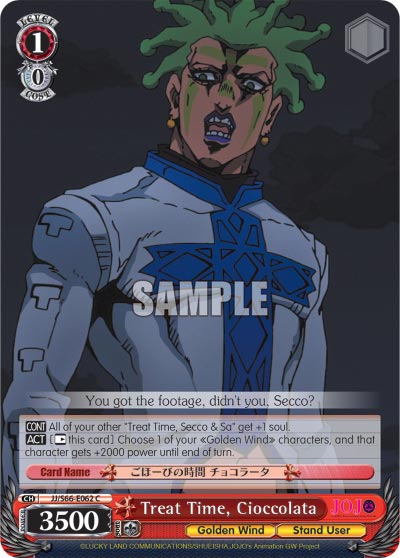 LEVEL
1
0
COST
SAMPLE
You got the footage, didn't you, Secco?
CONT All of your other "Treat Time, Secco & Sa" get +1 soul.
ACT [this card] Choose 1 of your «Golden Wind» characters, and that
character gets +2000 power until end of turn.
Card Name ごほーびの時間 チョコラータ
CH JJ/S66-E062 C
POWER 3500 SOUL Treat Time, Cioccolata JOJO
Golden Wind Stand User
©LUCKY LAND COMMUNICATIONS/SHUEISHA,JOJO's Animation GW Project